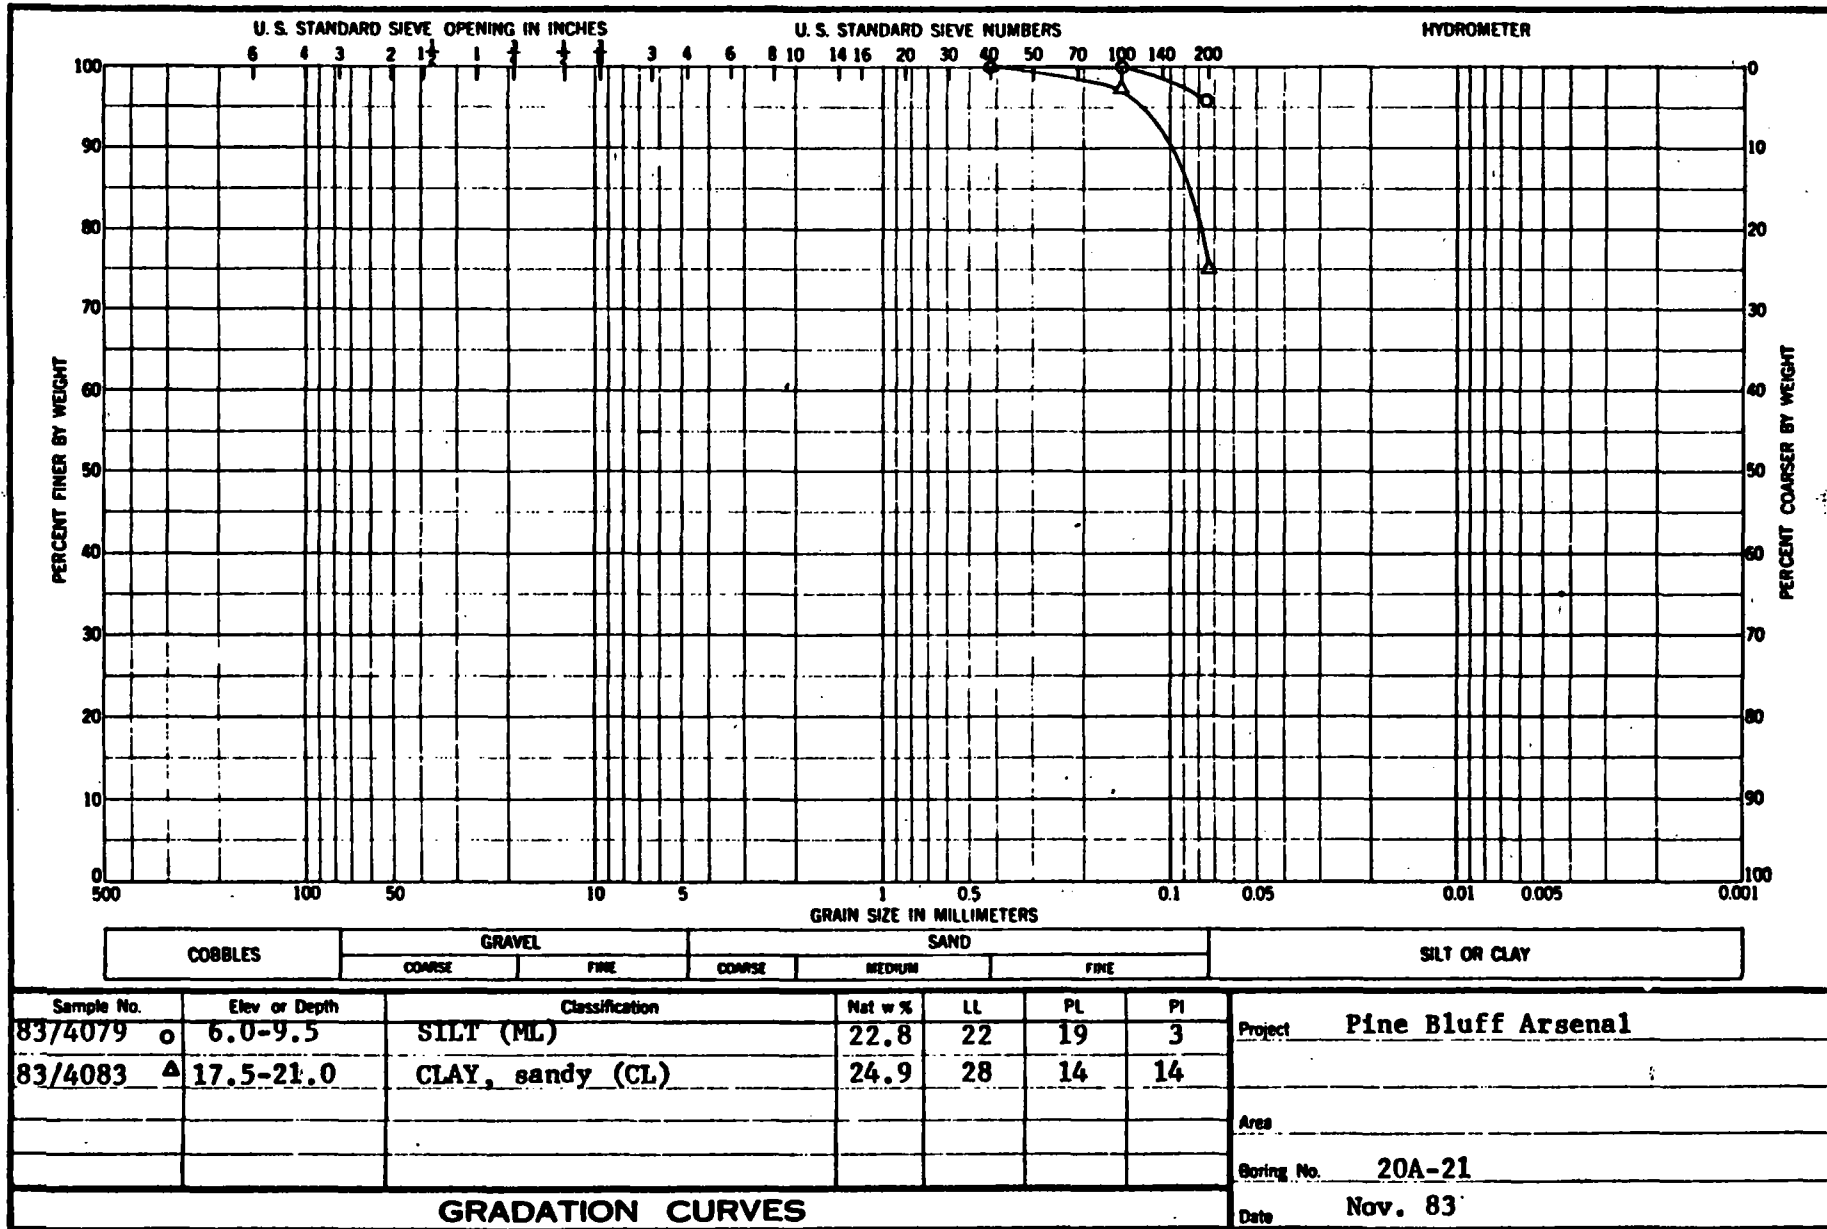 U. S. STANDARD SIEVE OPENING IN INCHES U. S. STANDARD SIEVE NUMBERS HYDROMETER
6 4 3 2 1½ 1 ¾ ½ ⅜ 3 4 6 8 10 14 16 20 30 40 50 70 100 140 200
100 0
90 10
80 20
70 30
60 40
50 50
40 60
30 70
20 80
10 90
0 100
PERCENT FINER BY WEIGHT
PERCENT COARSER BY WEIGHT
500 100 50 10 5 1 0.5 0.1 0.05 0.01 0.005 0.001
GRAIN SIZE IN MILLIMETERS
COBBLES GRAVEL SAND SILT OR CLAY
COARSE FINE COARSE MEDIUM FINE
Sample No. Elev or Depth Classification Nat w % LL PL PI
83/4079 6.0-9.5 SILT (ML) 22.8 22 19 3
83/4083 17.5-21.0 CLAY, sandy (CL) 24.9 28 14 14
Project Pine Bluff Arsenal
Area
Boring No. 20A-21
Date Nov. 83
GRADATION CURVES